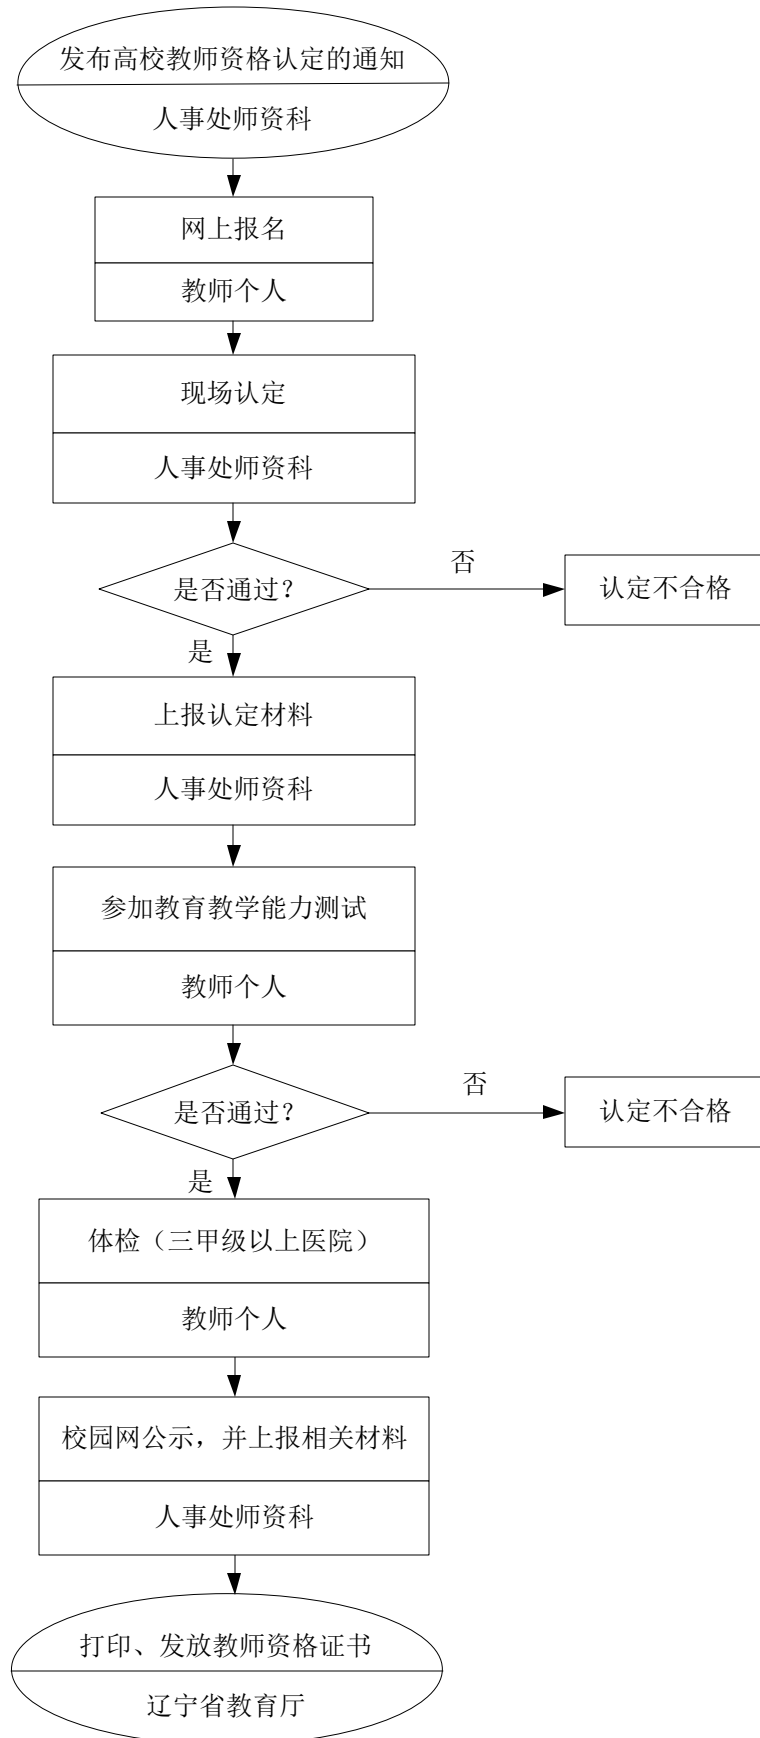 发布高校教师资格认定的通知
人事处师资科
网上报名
教师个人
现场认定
人事处师资科
是否通过？
否
认定不合格
是
上报认定材料
人事处师资科
参加教育教学能力测试
教师个人
是否通过？
否
认定不合格
是
体检（三甲级以上医院）
教师个人
校园网公示，并上报相关材料
人事处师资科
打印、发放教师资格证书
辽宁省教育厅